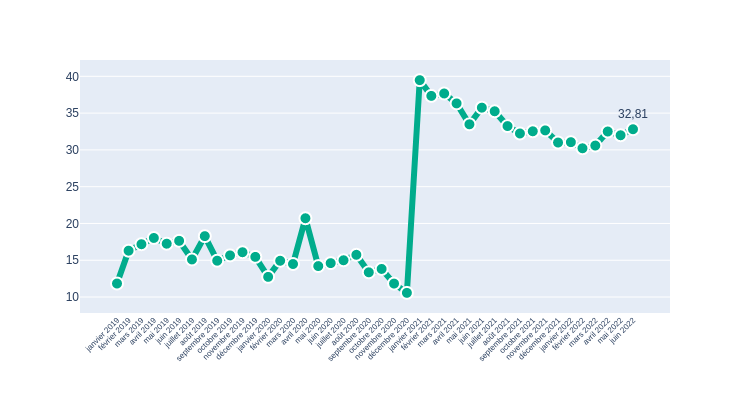 40
35
30
25
20
15
10
32,81
janvier 2019
février 2019
mars 2019
avril 2019
mai 2019
juin 2019
juillet 2019
août 2019
septembre 2019
octobre 2019
novembre 2019
décembre 2019
janvier 2020
février 2020
mars 2020
avril 2020
mai 2020
juin 2020
juillet 2020
août 2020
septembre 2020
octobre 2020
novembre 2020
décembre 2020
janvier 2021
février 2021
mars 2021
avril 2021
mai 2021
juin 2021
juillet 2021
août 2021
septembre 2021
octobre 2021
novembre 2021
décembre 2021
janvier 2022
février 2022
mars 2022
avril 2022
mai 2022
juin 2022